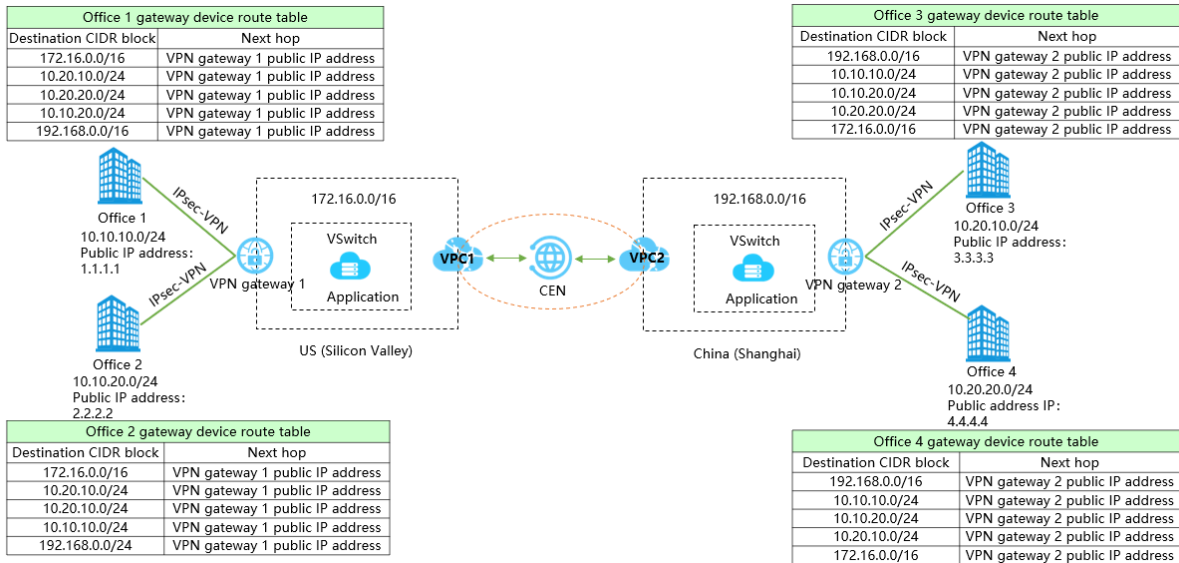 Office 1 gateway device route table
Destination CIDR block Next hop
172.16.0.0/16 VPN gateway 1 public IP address
10.20.10.0/24 VPN gateway 1 public IP address
10.20.20.0/24 VPN gateway 1 public IP address
10.10.20.0/24 VPN gateway 1 public IP address
192.168.0.0/16 VPN gateway 1 public IP address
Office 3 gateway device route table
Destination CIDR block Next hop
192.168.0.0/16 VPN gateway 2 public IP address
10.10.10.0/24 VPN gateway 2 public IP address
10.10.20.0/24 VPN gateway 2 public IP address
10.20.20.0/24 VPN gateway 2 public IP address
172.16.0.0/16 VPN gateway 2 public IP address
Office 1
10.10.10.0/24
Public IP address:
1.1.1.1
IPsec-VPN
IPsec-VPN
VPN gateway 1
172.16.0.0/16
VSwitch
Application
US (Silicon Valley)
VPC1
CEN
VPC2
192.168.0.0/16
VSwitch
Application
China (Shanghai)
VPN gateway 2
IPsec-VPN
IPsec-VPN
Office 3
10.20.10.0/24
Public IP address:
3.3.3.3
Office 2
10.10.20.0/24
Public IP address:
2.2.2.2
Office 4
10.20.20.0/24
Public address IP:
4.4.4.4
Office 2 gateway device route table
Destination CIDR block Next hop
172.16.0.0/16 VPN gateway 1 public IP address
10.20.10.0/24 VPN gateway 1 public IP address
10.20.10.0/24 VPN gateway 1 public IP address
10.10.10.0/24 VPN gateway 1 public IP address
192.168.0.0/24 VPN gateway 1 public IP address
Office 4 gateway device route table
Destination CIDR block Next hop
192.168.0.0/16 VPN gateway 2 public IP address
10.10.10.0/24 VPN gateway 2 public IP address
10.10.20.0/24 VPN gateway 2 public IP address
10.20.10.0/24 VPN gateway 2 public IP address
172.16.0.0/16 VPN gateway 2 public IP address